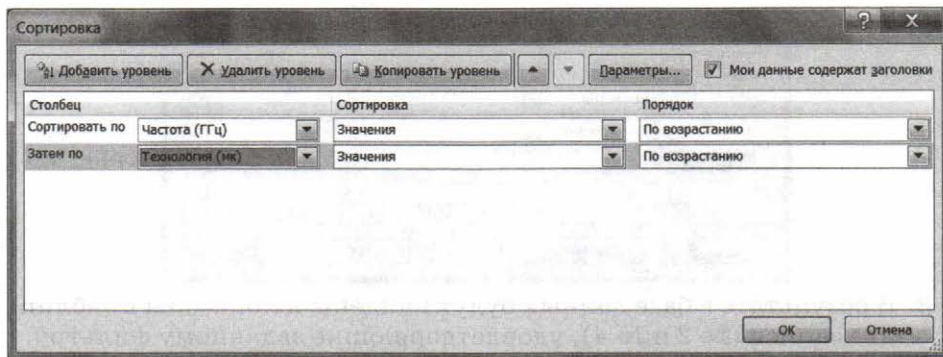 Сортировка
Добавить уровень Удалить уровень Копировать уровень Параметры... Мои данные содержат заголовки
Столбец Сортировка Порядок
Сортировать по Частота (ГГц) Значения По возрастанию
Затем по Технология (мк) Значения По возрастанию
ОК Отмена